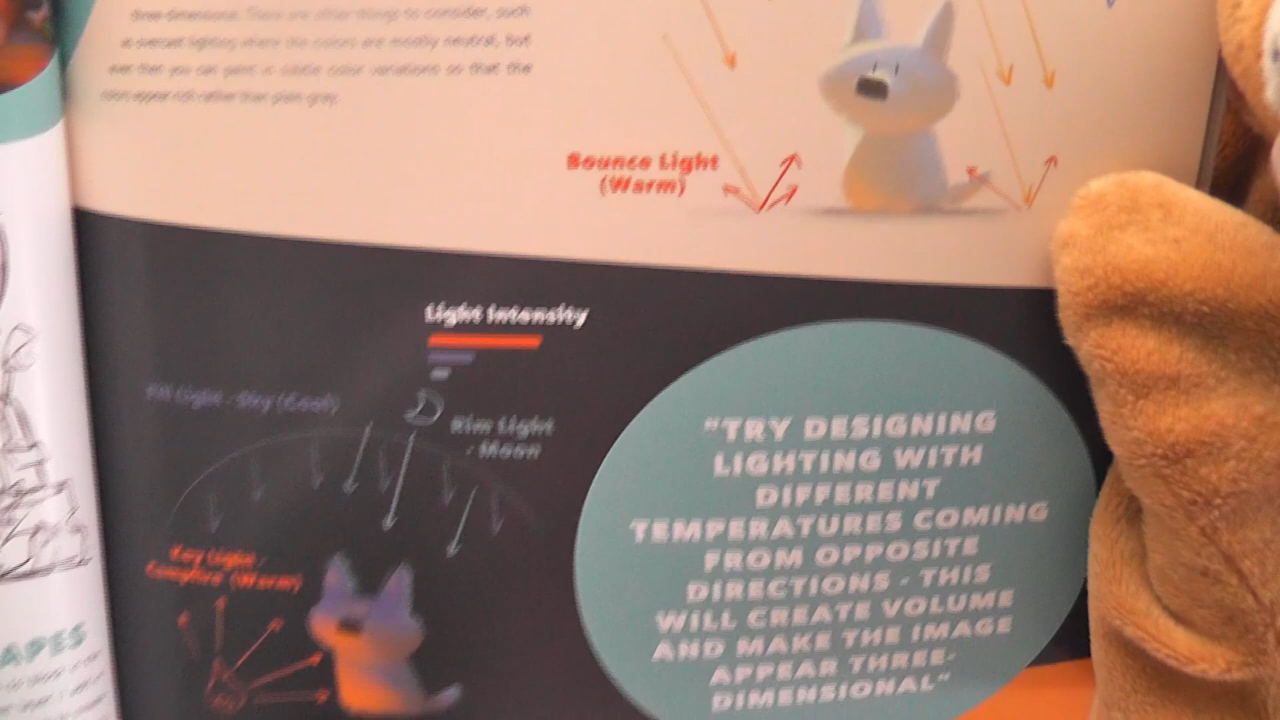 three-dimensional. There are other things to consider, such
as overcast lighting where the colors are mostly neutral, but
even then you can paint in subtle color variations so that the
colors appear rich rather than plain gray.
Bounce Light
(Warm)
Light Intensity
Fill Light - Sky (Cool)
Rim Light
- Moon
Key Light -
Campfire (Warm)
"TRY DESIGNING
LIGHTING WITH
DIFFERENT
TEMPERATURES COMING
FROM OPPOSITE
DIRECTIONS - THIS
WILL CREATE VOLUME
AND MAKE THE IMAGE
APPEAR THREE-
DIMENSIONAL"
APES